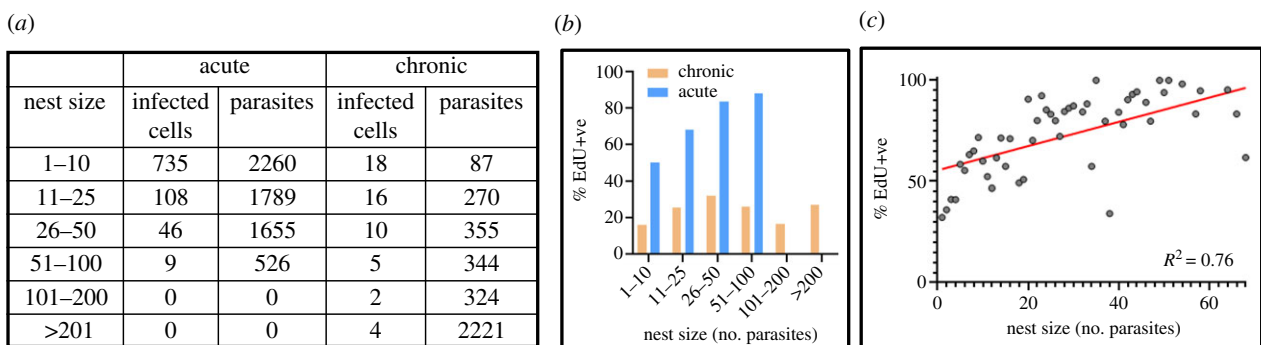 (a)
acute chronic
nest size infected cells parasites infected cells parasites
1–10 735 2260 18 87
11–25 108 1789 16 270
26–50 46 1655 10 355
51–100 9 526 5 344
101–200 0 0 2 324
>201 0 0 4 2221
(b)
chronic
acute
% EdU+ve
100
80
60
40
20
0
1–10 11–25 26–50 51–100 101–200 >200
nest size (no. parasites)
(c)
% EdU+ve
100
50
0
0 20 40 60
R² = 0.76
nest size (no. parasites)